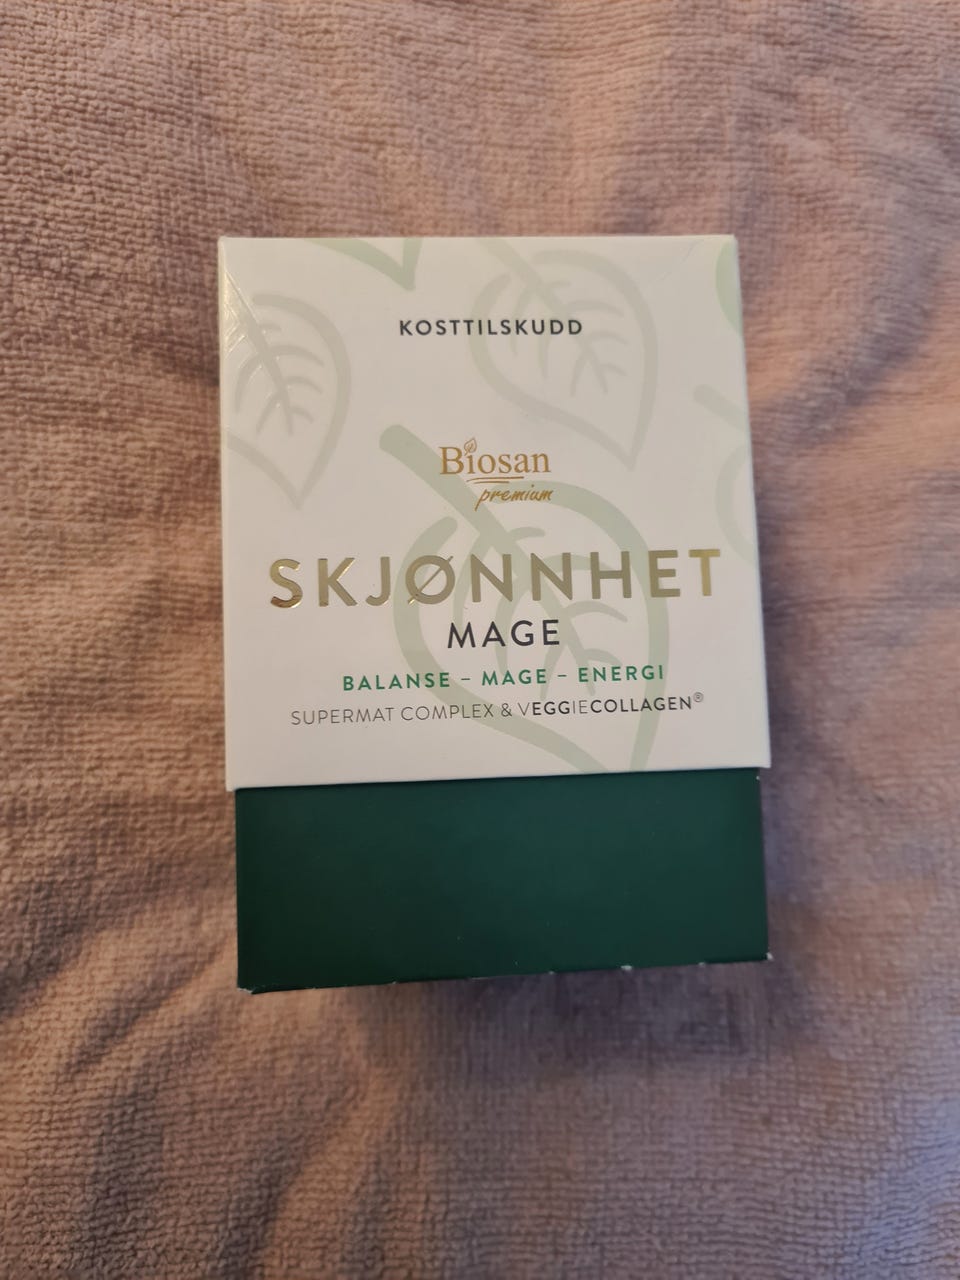 KOSTTILSKUDD
Biosan
premium
SKJØNNHET
MAGE
BALANSE – MAGE – ENERGI
SUPERMAT COMPLEX & VEGGIECOLLAGEN®